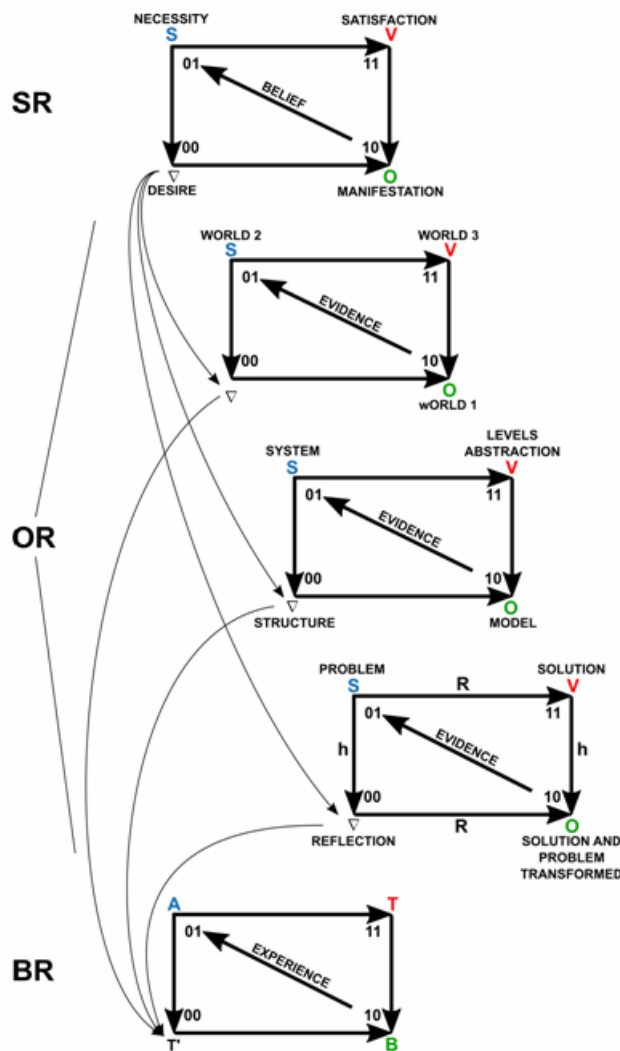 NECESSITY SATISFACTION
S V
01 11
SR
BELIEF
00 10
▽ O
DESIRE MANIFESTATION
WORLD 2 WORLD 3
S V
01 11
EVIDENCE
00 10
▽ O
wORLD 1
LEVELS
SYSTEM ABSTRACTION
S V
01 11
OR
EVIDENCE
00 10
▽ O
STRUCTURE MODEL
PROBLEM SOLUTION
S R V
01 11
h EVIDENCE h
00 10
▽ R O
REFLECTION SOLUTION AND
PROBLEM
TRANSFORMED
A T
01 11
BR
EXPERIENCE
00 10
T' B